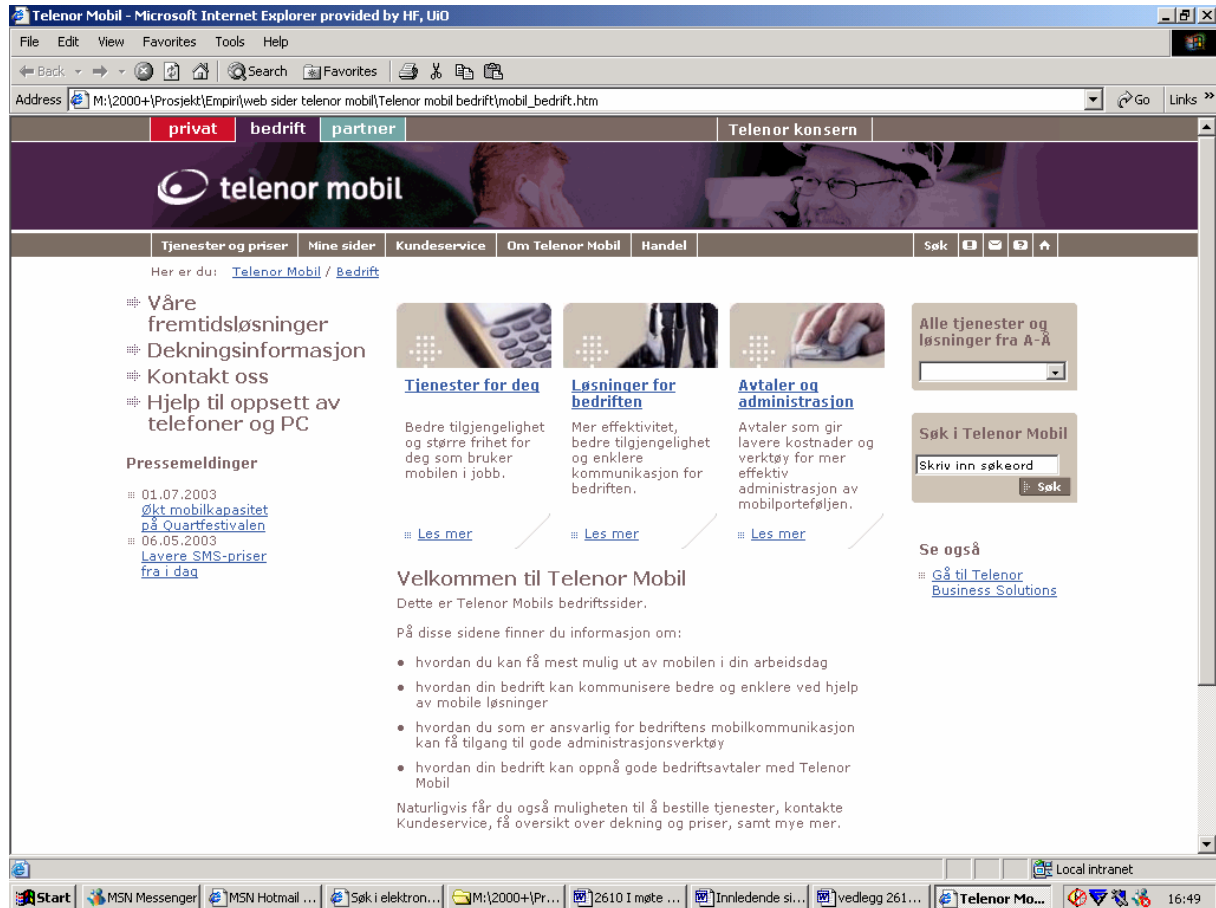 Telenor Mobil - Microsoft Internet Explorer provided by HF, UiO
File Edit View Favorites Tools Help
Back Search Favorites
Address M:\2000+\Prosjekt\Empiri\web sider telenor mobil\Telenor mobil bedrift\mobil_bedrift.htm Go Links »
privat bedrift partner Telenor konsern
telenor mobil
Tjenester og priser Mine sider Kundeservice Om Telenor Mobil Handel Søk
Her er du: Telenor Mobil / Bedrift
Våre
fremtidsløsninger
Dekningsinformasjon
Kontakt oss
Hjelp til oppsett av
telefoner og PC
Pressemeldinger
01.07.2003
Økt mobilkapasitet
på Quartfestivalen
06.05.2003
Lavere SMS-priser
fra i dag
Tjenester for deg
Bedre tilgjengelighet
og større frihet for
deg som bruker
mobilen i jobb.
Les mer
Løsninger for
bedriften
Mer effektivitet,
bedre tilgjengelighet
og enklere
kommunikasjon for
bedriften.
Les mer
Avtaler og
administrasjon
Avtaler som gir
lavere kostnader og
verktøy for mer
effektiv
administrasjon av
mobilporteføljen.
Les mer
Velkommen til Telenor Mobil
Dette er Telenor Mobils bedriftssider.
På disse sidene finner du informasjon om:
• hvordan du kan få mest mulig ut av mobilen i din arbeidsdag
• hvordan din bedrift kan kommunisere bedre og enklere ved hjelp
av mobile løsninger
• hvordan du som er ansvarlig for bedriftens mobilkommunikasjon
kan få tilgang til gode administrasjonsverktøy
• hvordan din bedrift kan oppnå gode bedriftsavtaler med Telenor
Mobil
Naturligvis får du også muligheten til å bestille tjenester, kontakte
Kundeservice, få oversikt over dekning og priser, samt mye mer.
Alle tjenester og
løsninger fra A-Å
Søk i Telenor Mobil
Skriv inn søkeord
Søk
Se også
Gå til Telenor
Business Solutions
Local intranet
Start MSN Messenger MSN Hotmail ... Søk i elektron... M:\2000+\Pr... 2610 I møte ... Innledende si... vedlegg 261... Telenor Mo... 16:49